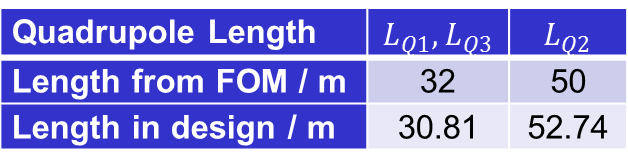 Quadrupole Length L_{Q1}, L_{Q3} L_{Q2}
Length from FOM / m 32 50
Length in design / m 30.81 52.74